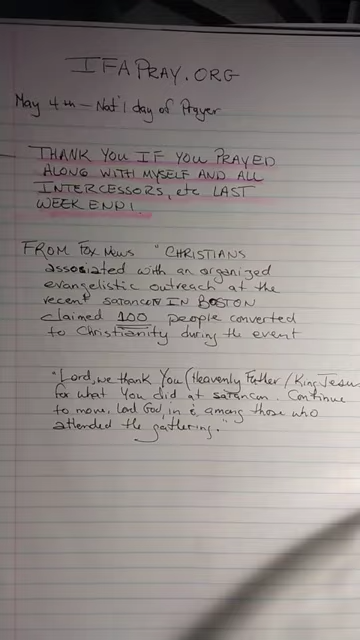 IFAPRAY.ORG
May 4th - Nat'l day of Prayer
THANK YOU IF YOU PRAYED
ALONG WITH MYSELF AND ALL
INTERCESSORS, etc LAST
WEEK END!
FROM Fox News "CHRISTIANS
associated with an organized
evangelistic outreach at the
recent satancon IN BOSTON
claimed 100 people converted
to Christianity during the event
"Lord, we thank You (Heavenly Father/King Jesus
for what You did at satancon. Continue
to move, Lord God, in & among those who
attended the gathering."